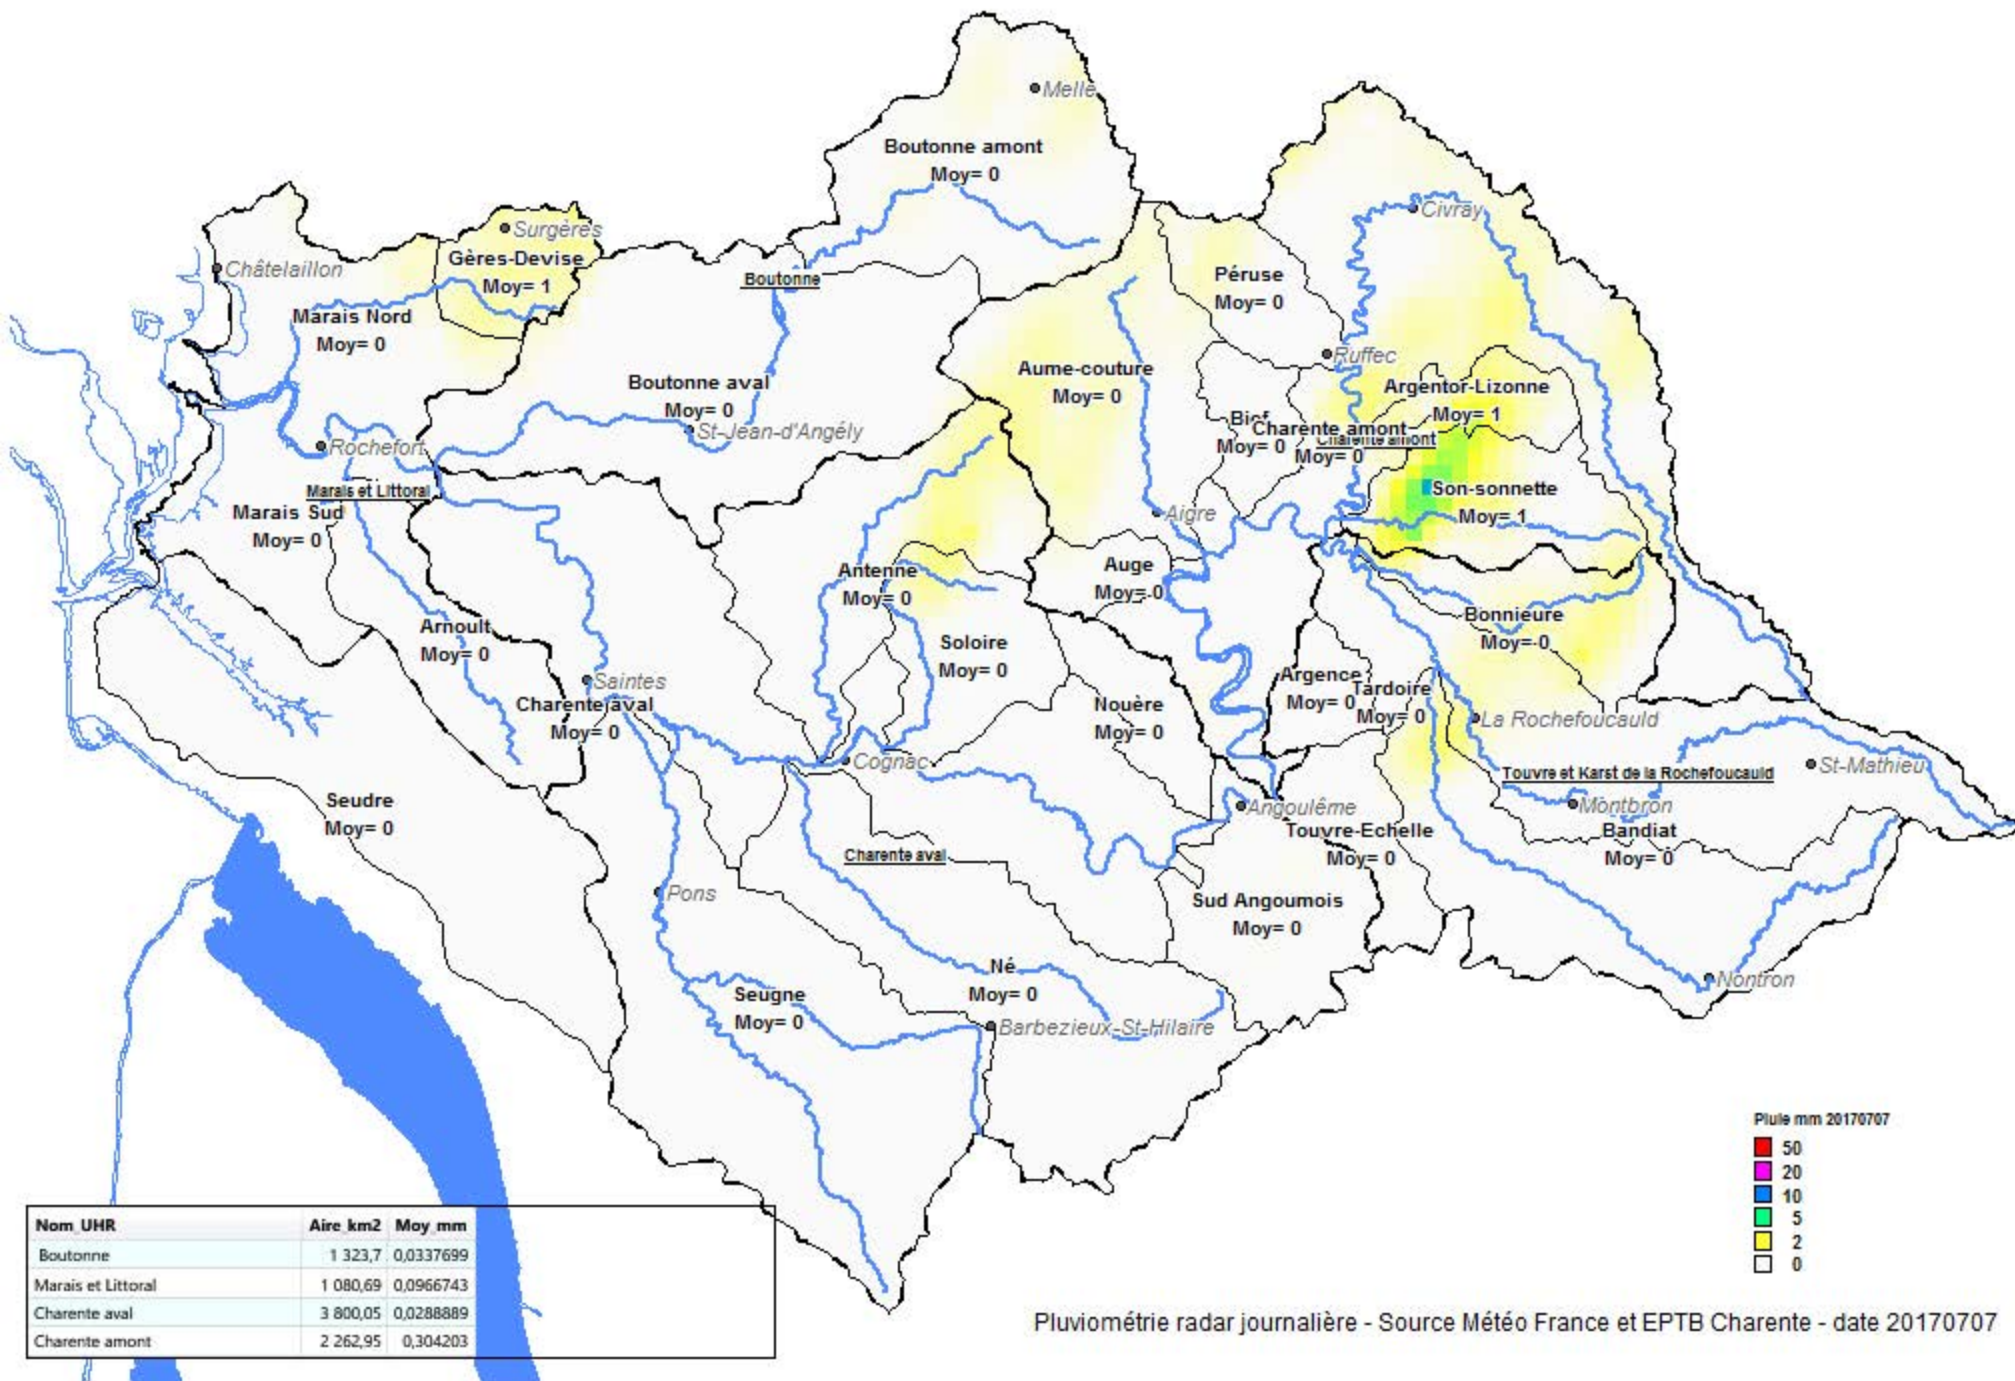 Melle
Boutonne amont
Moy= 0
Civray
Surgères
Gères-Devise
Moy= 1
Châtelaillon
Boutonne
Péruse
Moy= 0
Marais Nord
Moy= 0
Ruffec
Aume-couture
Moy= 0
Boutonne aval
Moy= 0
Argentor-Lizonne
Moy= 1
St-Jean-d'Angély
Moy= 0
Charente amont
Charente amont
Moy= 0
Rochefort
Marais et Littoral
Son-sonnette
Moy= 1
Marais Sud
Moy= 0
Aigre
Antenne
Moy= 0
Auge
Moy= 0
Arnoult
Moy= 0
Soloire
Moy= 0
Bonnieure
Moy= 0
Saintes
Charente aval
Moy= 0
Nouère
Moy= 0
Argence
Moy= 0
Tardoire
Moy= 0
La Rochefoucauld
Cognac
Touvre et Karst de la Rochefoucauld
St-Mathieu
Seudre
Moy= 0
Angoulême
Montbron
Touvre-Echelle
Moy= 0
Bandiat
Moy= 0
Charente aval
Pons
Sud Angoumois
Moy= 0
Né
Moy= 0
Nontron
Seugne
Moy= 0
Barbezieux-St-Hilaire
Pluie mm 20170707
50
20
10
5
2
0
Nom_UHR Aire_km2 Moy_mm
Boutonne 1 323,7 0,0337699
Marais et Littoral 1 080,69 0,0966743
Charente aval 3 800,05 0,0288889
Charente amont 2 262,95 0,304203
Pluviométrie radar journalière - Source Météo France et EPTB Charente - date 20170707